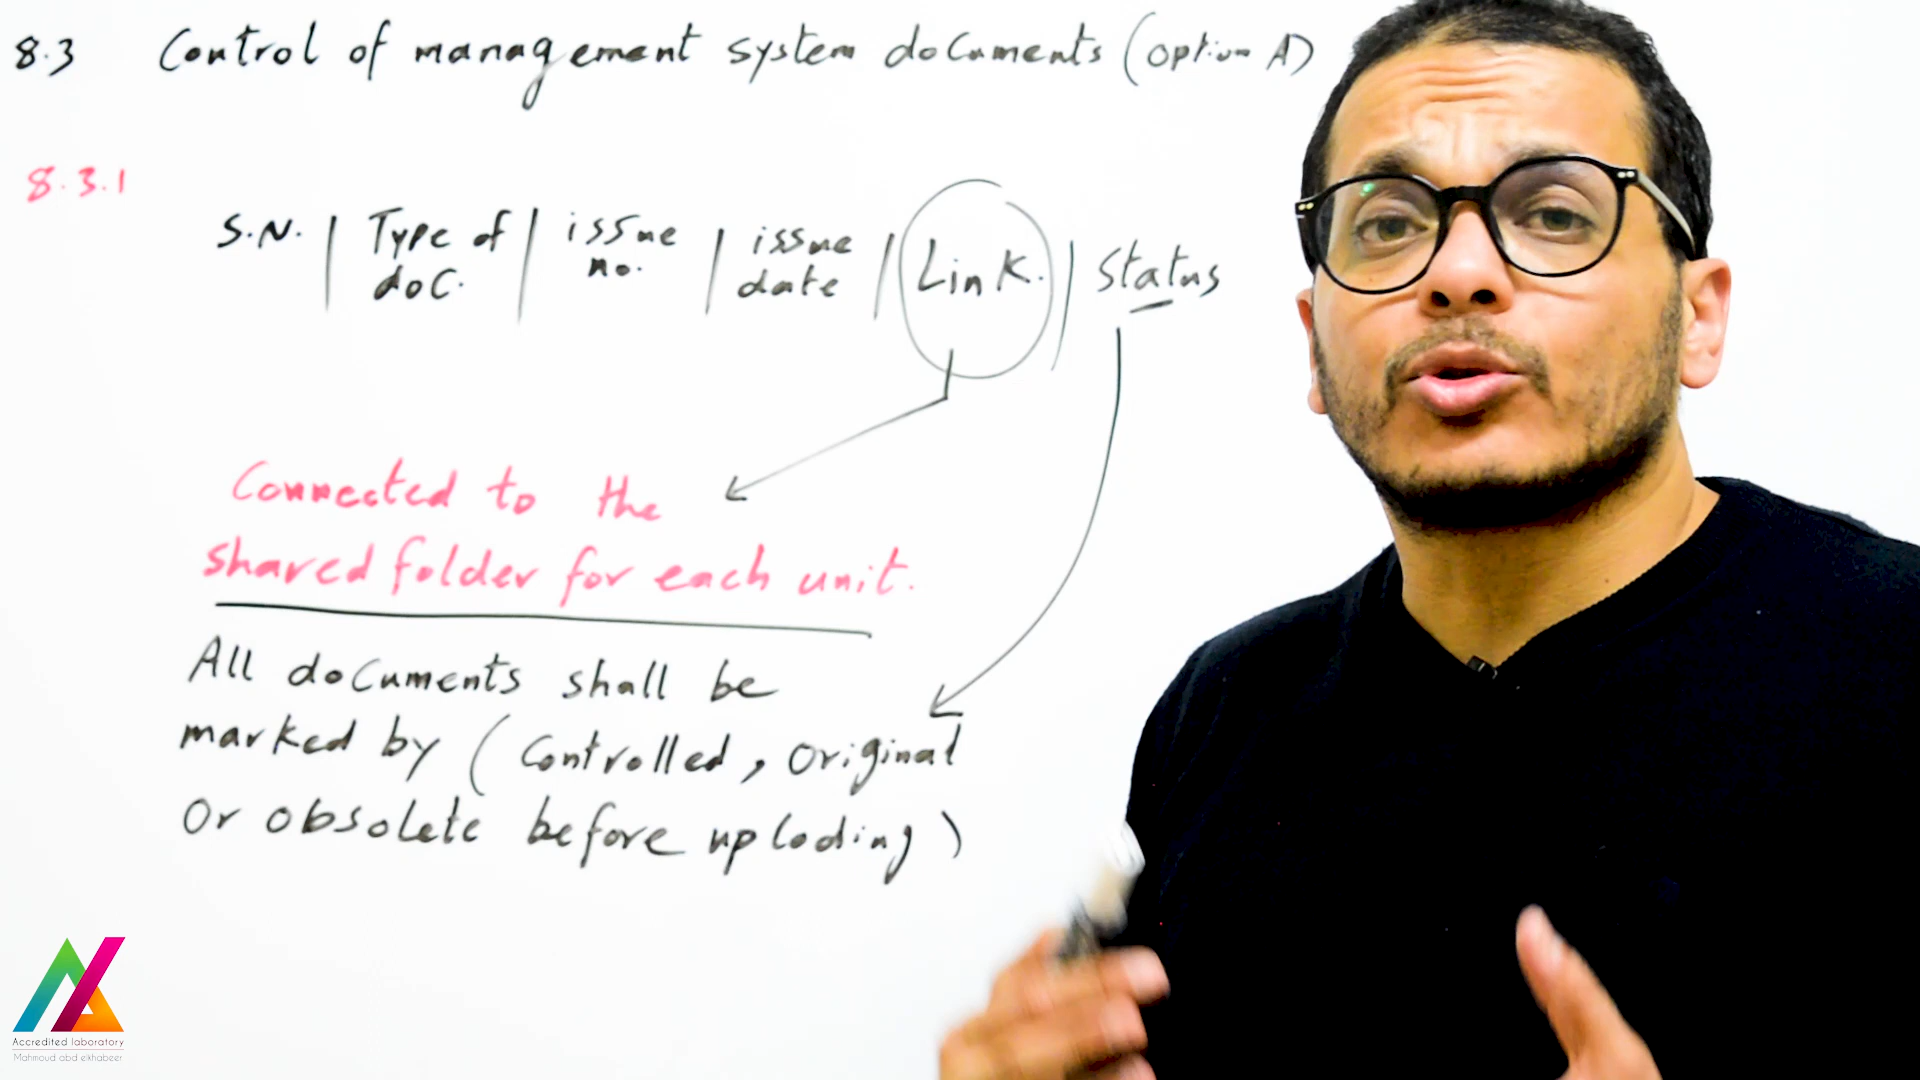 8.3 Control of management system documents (option A)
8.3.1
S.N. | Type of doc. | issue no. | issue date | Link. | Status
Connected to the
shared folder for each unit.
All documents shall be
marked by (Controlled, Original
Or obsolete before uploding)
Accredited laboratory
Mahmoud abd elkhabeer